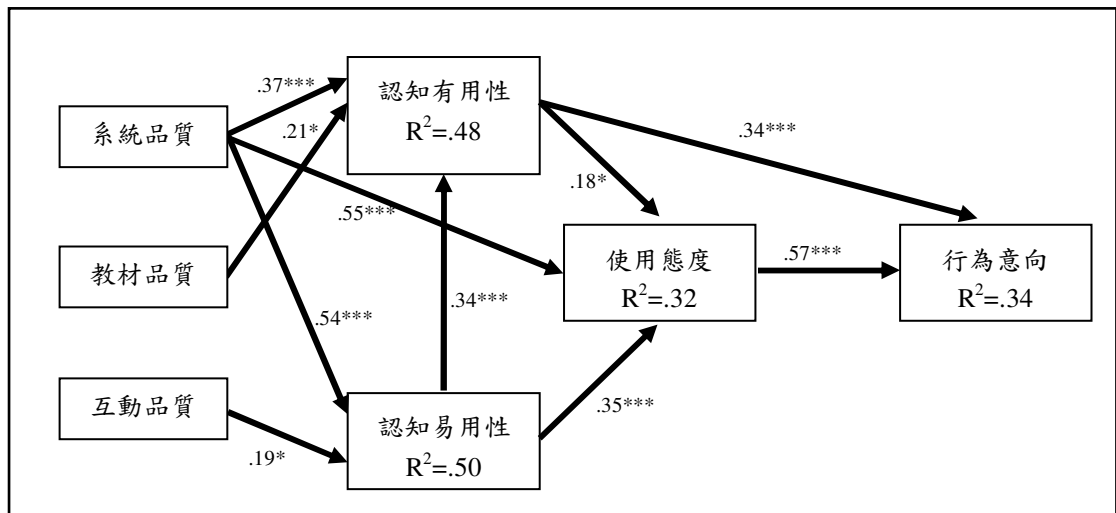 .37***
認知有用性
R²=.48
系統品質
.21*
.34***
.18*
.55***
使用態度
R²=.32
.57***
行為意向
R²=.34
教材品質
.34***
.54***
互動品質
.35***
認知易用性
R²=.50
.19*